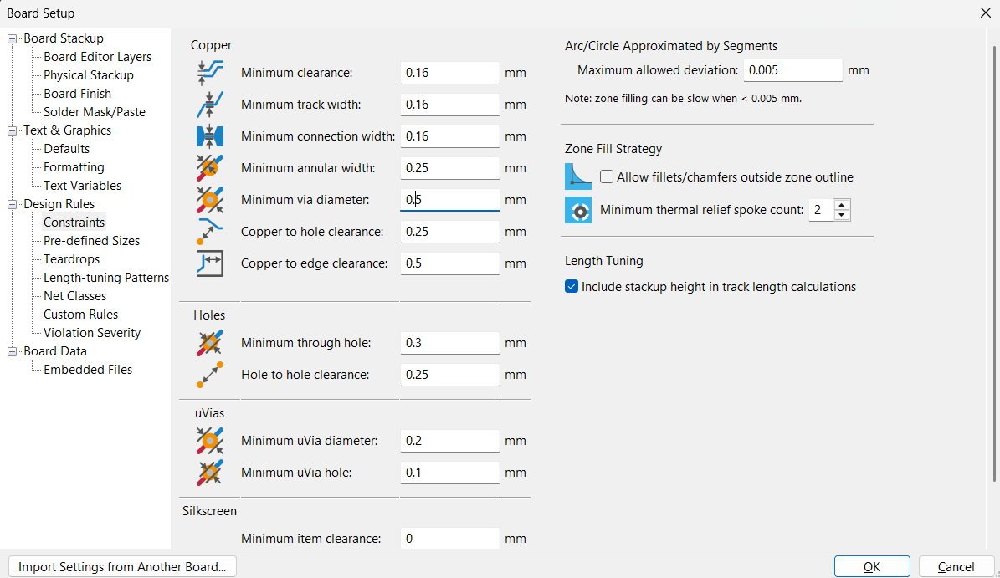 Board Setup
Board Stackup
Board Editor Layers
Physical Stackup
Board Finish
Solder Mask/Paste
Text & Graphics
Defaults
Formatting
Text Variables
Design Rules
Constraints
Pre-defined Sizes
Teardrops
Length-tuning Patterns
Net Classes
Custom Rules
Violation Severity
Board Data
Embedded Files
Copper
Minimum clearance: 0.16 mm
Minimum track width: 0.16 mm
Minimum connection width: 0.16 mm
Minimum annular width: 0.25 mm
Minimum via diameter: 0.5 mm
Copper to hole clearance: 0.25 mm
Copper to edge clearance: 0.5 mm
Holes
Minimum through hole: 0.3 mm
Hole to hole clearance: 0.25 mm
uVias
Minimum uVia diameter: 0.2 mm
Minimum uVia hole: 0.1 mm
Silkscreen
Minimum item clearance: 0 mm
Arc/Circle Approximated by Segments
Maximum allowed deviation: 0.005 mm
Note: zone filling can be slow when < 0.005 mm.
Zone Fill Strategy
Allow fillets/chamfers outside zone outline
Minimum thermal relief spoke count: 2
Length Tuning
Include stackup height in track length calculations
Import Settings from Another Board...
OK
Cancel